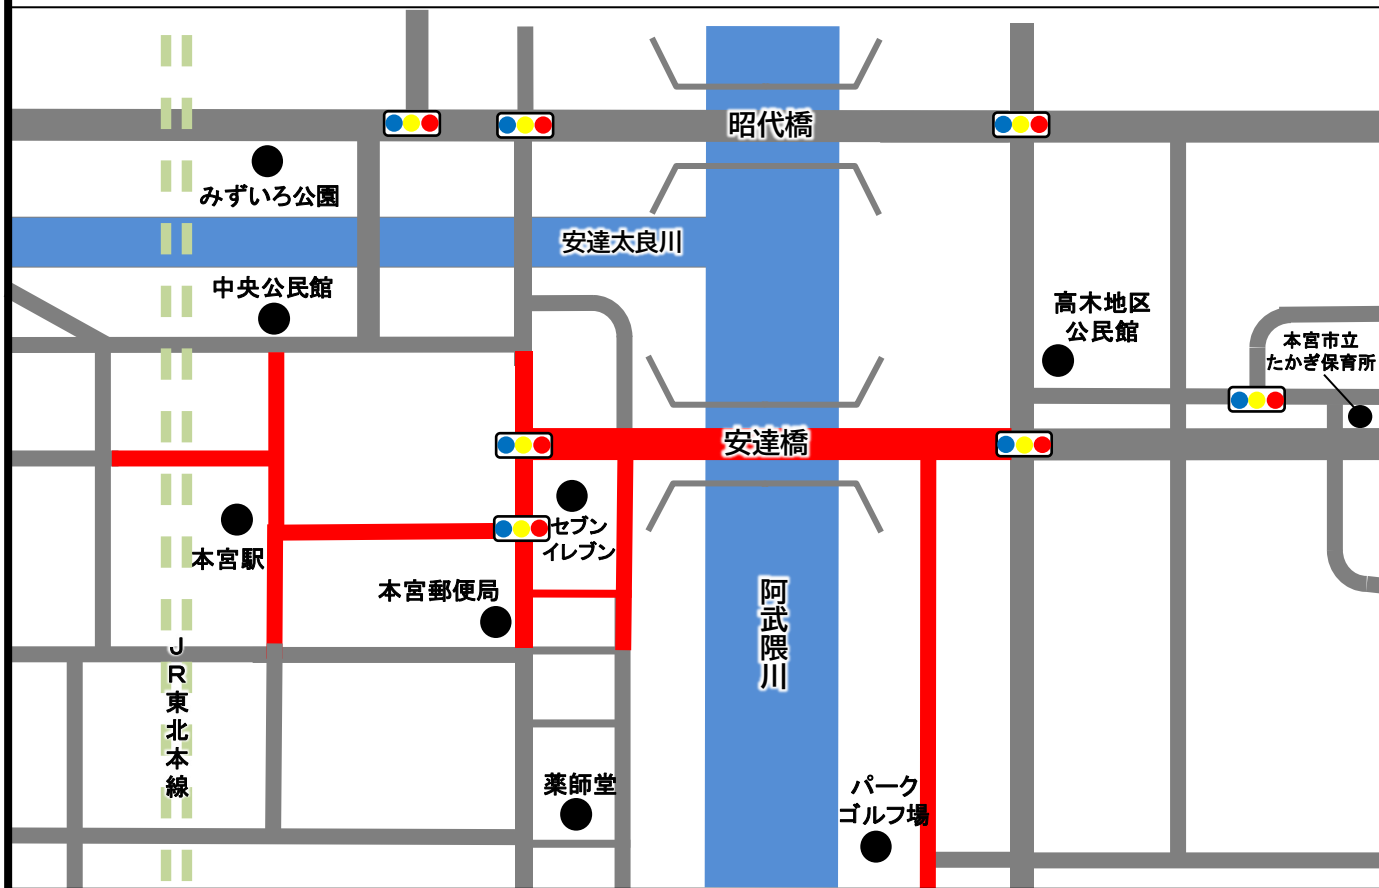 昭代橋
みずいろ公園
安達太良川
中央公民館
高木地区
公民館
本宮市立
たかぎ保育所
安達橋
セブン
イレブン
本宮駅
本宮郵便局
阿武隈川
JR東北本線
薬師堂
パーク
ゴルフ場